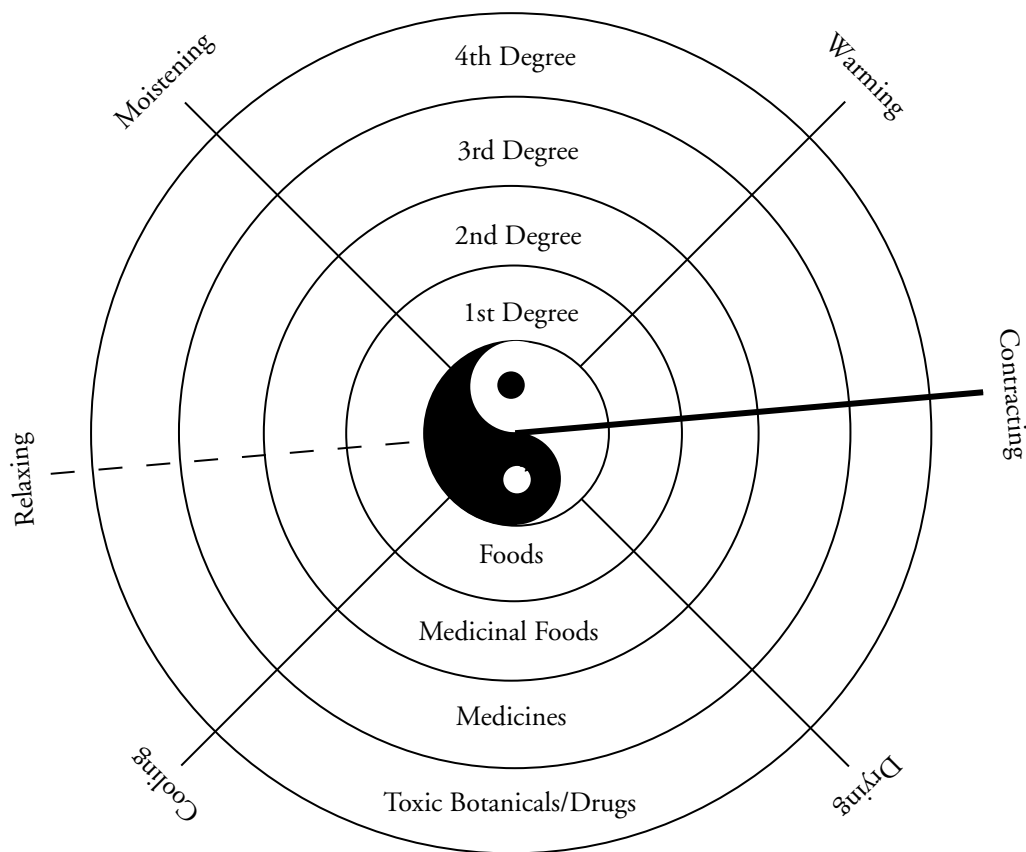 4th Degree
Moistening
Warming
3rd Degree
2nd Degree
1st Degree
Contracting
Relaxing
Foods
Medicinal Foods
Medicines
Cooling
Drying
Toxic Botanicals/Drugs